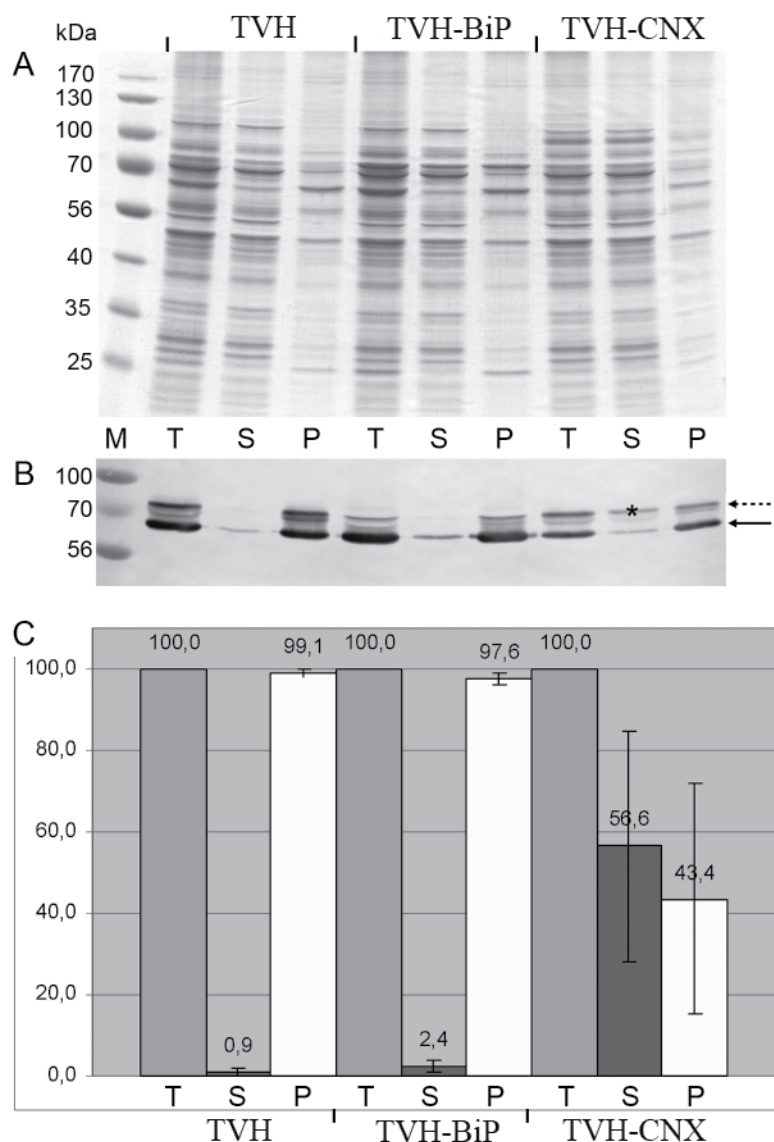 kDa TVH TVH-BiP TVH-CNX
A
170
130
100
70
56
40
35
25
M T S P T S P T S P
B
100
70
56
*
C
100,0 99,1 100,0 97,6 100,0
100,0
80,0
60,0
56,6
43,4
40,0
20,0
0,9 2,4
0,0
T S P T S P T S P
TVH TVH-BiP TVH-CNX